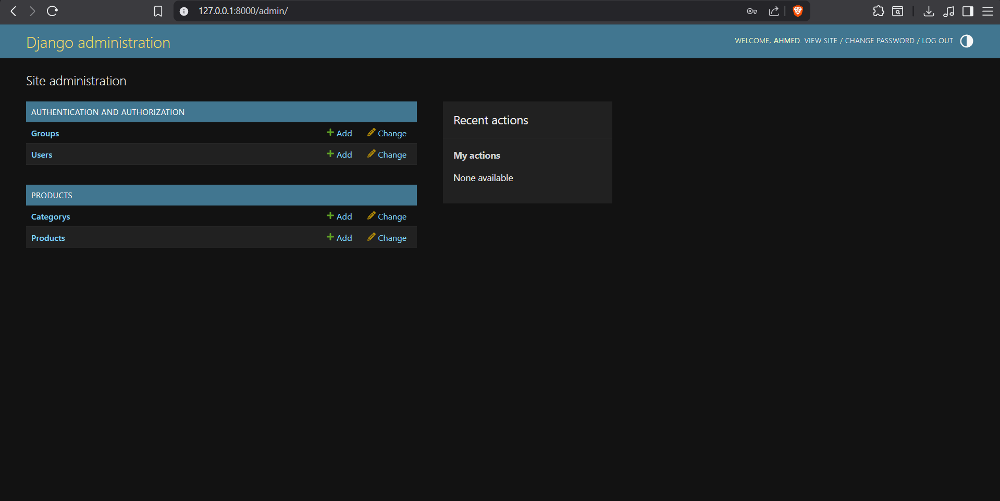 127.0.0.1:8000/admin/
Django administration
WELCOME, AHMED. VIEW SITE / CHANGE PASSWORD / LOG OUT
Site administration
AUTHENTICATION AND AUTHORIZATION
Groups Add Change
Users Add Change
PRODUCTS
Categorys Add Change
Products Add Change
Recent actions
My actions
None available